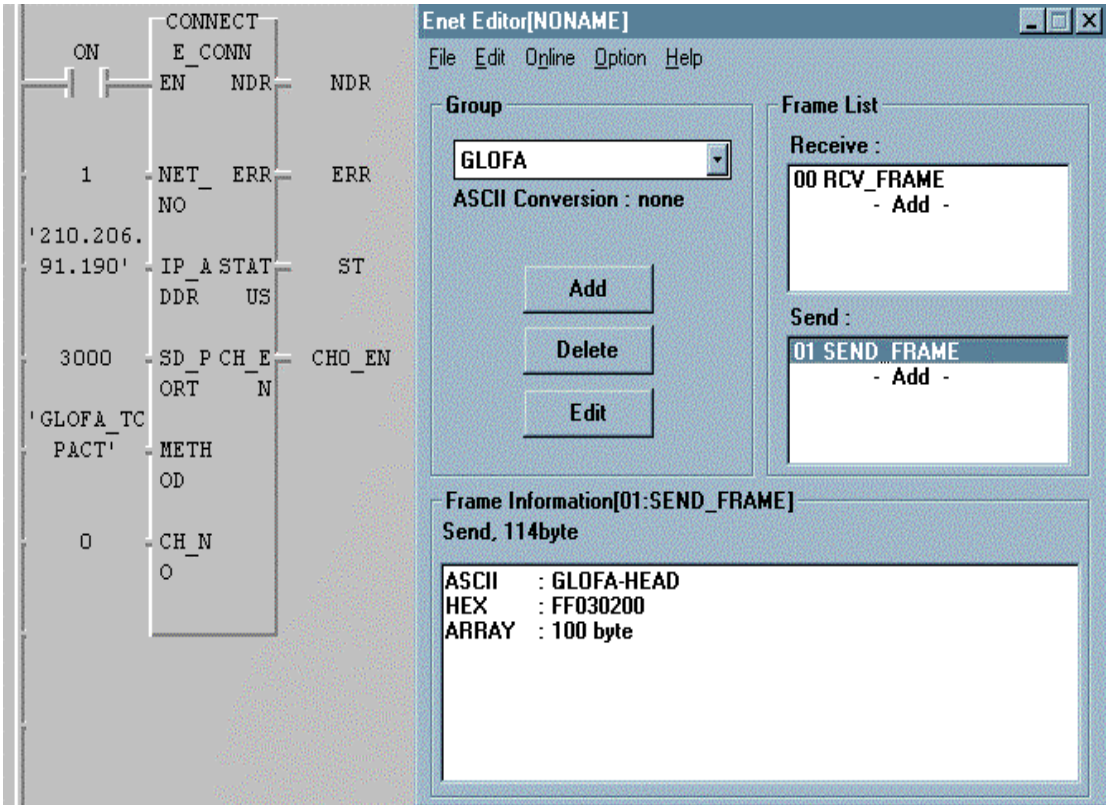 CONNECT
ON E_CONN
EN NDR NDR
1 NET_ ERR ERR
NO
'210.206.
91.190' IP_A STAT ST
DDR US
3000 SD_P CH_E CHO_EN
ORT N
'GLOFA_TC
PACT' METH
OD
0 CH_N
O
Enet Editor[NONAME]
File Edit Online Option Help
Group
GLOFA
ASCII Conversion : none
Add
Delete
Edit
Frame List
Receive :
00 RCV_FRAME
- Add -
Send :
01 SEND_FRAME
- Add -
Frame Information[01:SEND_FRAME]
Send, 114byte
ASCII : GLOFA-HEAD
HEX : FF030200
ARRAY : 100 byte